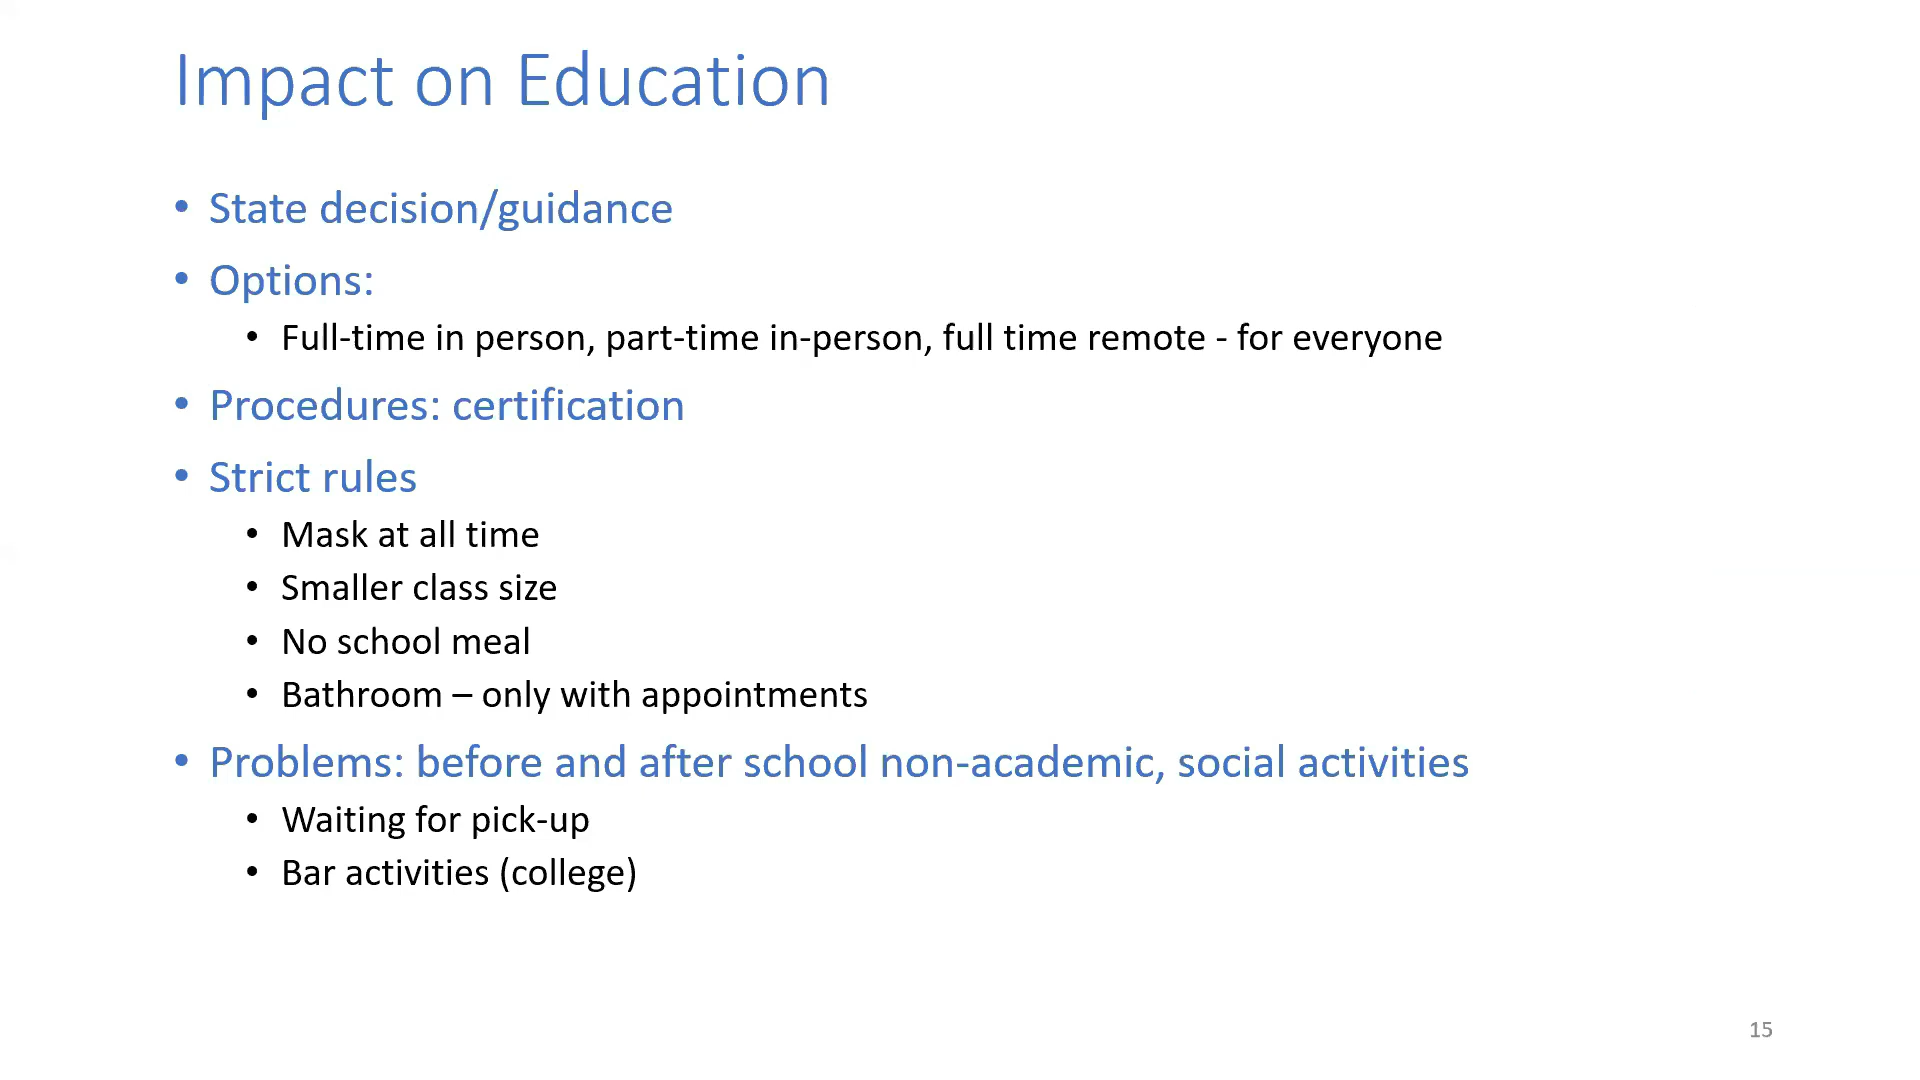 Impact on Education
• State decision/guidance
• Options:
• Full-time in person, part-time in-person, full time remote - for everyone
• Procedures: certification
• Strict rules
• Mask at all time
• Smaller class size
• No school meal
• Bathroom – only with appointments
• Problems: before and after school non-academic, social activities
• Waiting for pick-up
• Bar activities (college)
15